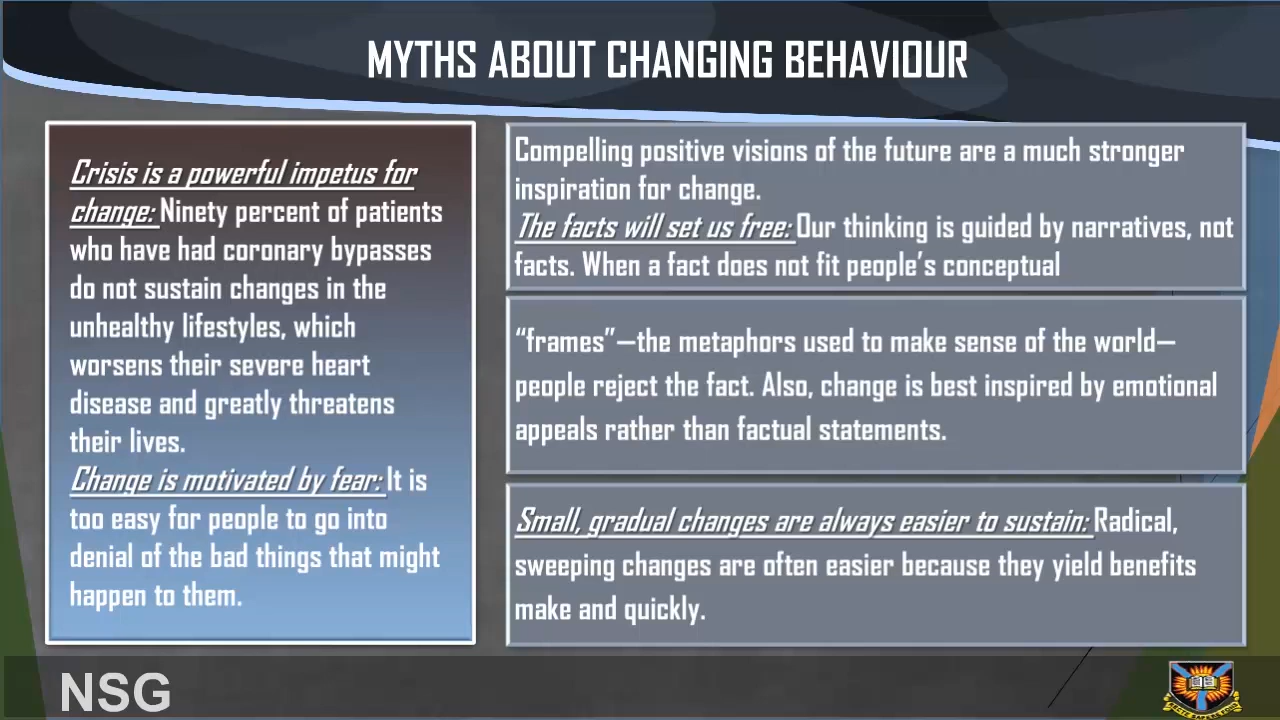 MYTHS ABOUT CHANGING BEHAVIOUR
Crisis is a powerful impetus for
change: Ninety percent of patients
who have had coronary bypasses
do not sustain changes in the
unhealthy lifestyles, which
worsens their severe heart
disease and greatly threatens
their lives.
Change is motivated by fear: It is
too easy for people to go into
denial of the bad things that might
happen to them.
Compelling positive visions of the future are a much stronger
inspiration for change.
The facts will set us free: Our thinking is guided by narratives, not
facts. When a fact does not fit people’s conceptual
“frames”—the metaphors used to make sense of the world—
people reject the fact. Also, change is best inspired by emotional
appeals rather than factual statements.
Small, gradual changes are always easier to sustain: Radical,
sweeping changes are often easier because they yield benefits
make and quickly.
NSG